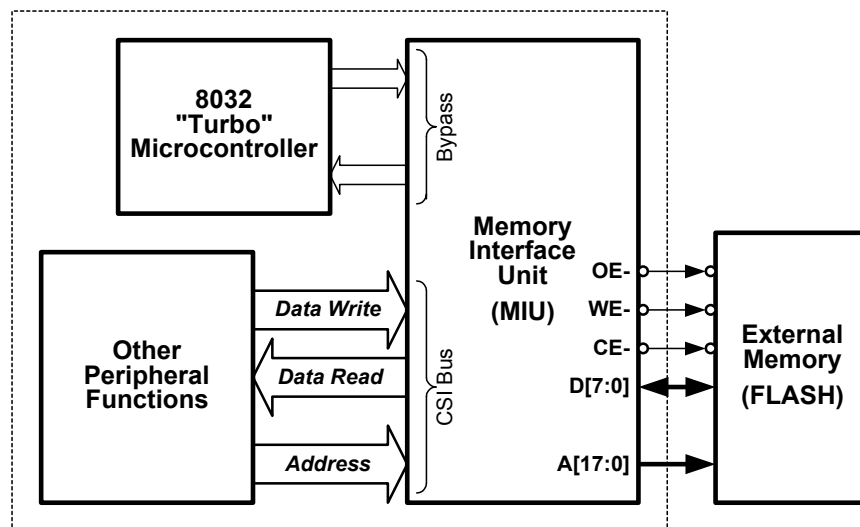 8032
"Turbo"
Microcontroller
Bypass
Memory
Interface
Unit
(MIU)
OE-
WE-
CE-
D[7:0]
A[17:0]
Other
Peripheral
Functions
Data Write
Data Read
Address
CSI Bus
External
Memory
(FLASH)